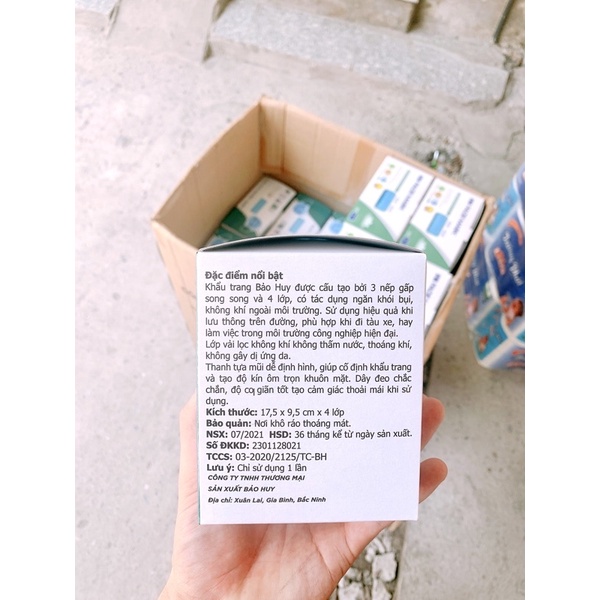 Đặc điểm nổi bật
Khẩu trang Bảo Huy được cấu tạo bởi 3 nếp gấp
song song và 4 lớp, có tác dụng ngăn khói bụi,
không khí ngoài môi trường. Sử dụng hiệu quả khi
lưu thông trên đường, phù hợp khi đi tàu xe, hay
làm việc trong môi trường công nghiệp hiện đại.
Lớp vải lọc không khí không thấm nước, thoáng khí,
không gây dị ứng da.
Thanh tựa mũi dễ định hình, giúp cố định khẩu trang
và tạo độ kín ôm trọn khuôn mặt. Dây đeo chắc
chắn, độ co giãn tốt tạo cảm giác thoải mái khi sử
dụng.
Kích thước: 17,5 x 9,5 cm x 4 lớp
Bảo quản: Nơi khô ráo thoáng mát.
NSX: 07/2021 HSD: 36 tháng kể từ ngày sản xuất.
Số ĐKKD: 2301128021
TCCS: 03-2020/2125/TC-BH
Lưu ý: Chỉ sử dụng 1 lần
CÔNG TY TNHH THƯƠNG MẠI
SẢN XUẤT BẢO HUY
Địa chỉ: Xuân Lai, Gia Bình, Bắc Ninh